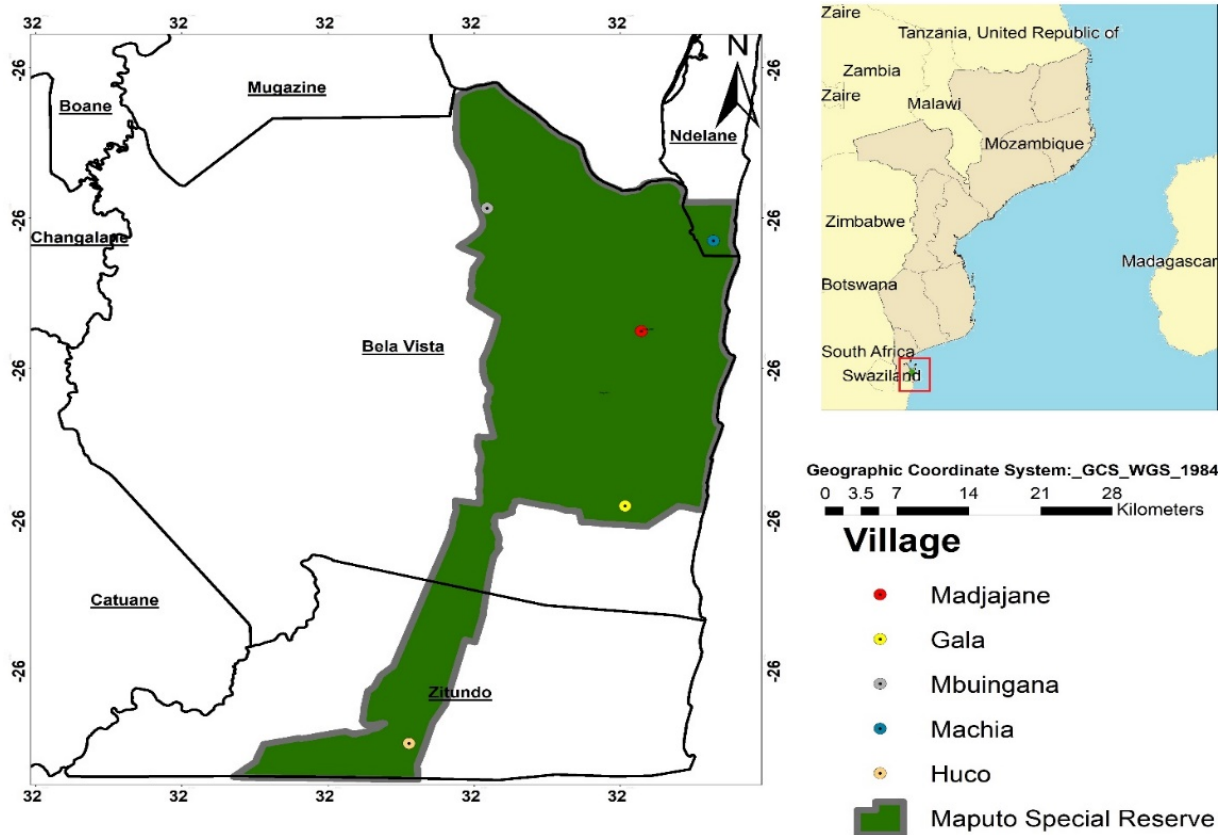 32
32
32
32
32
-26
-26
-26
-26
-26
-26
-26
-26
-26
-26
32
32
32
32
32
N
Boane
Mugazine
Ndelane
Changalane
Bela Vista
Catuane
Zitundo
Zaire
Tanzania, United Republic of
Zambia
Zaire
Malawi
Mozambique
Zimbabwe
Madagascar
Botswana
South Africa
Swaziland
Geographic Coordinate System:_GCS_WGS_1984
0 3.5 7 14 21 28
Kilometers
Village
Madjajane
Gala
Mbuingana
Machia
Huco
Maputo Special Reserve